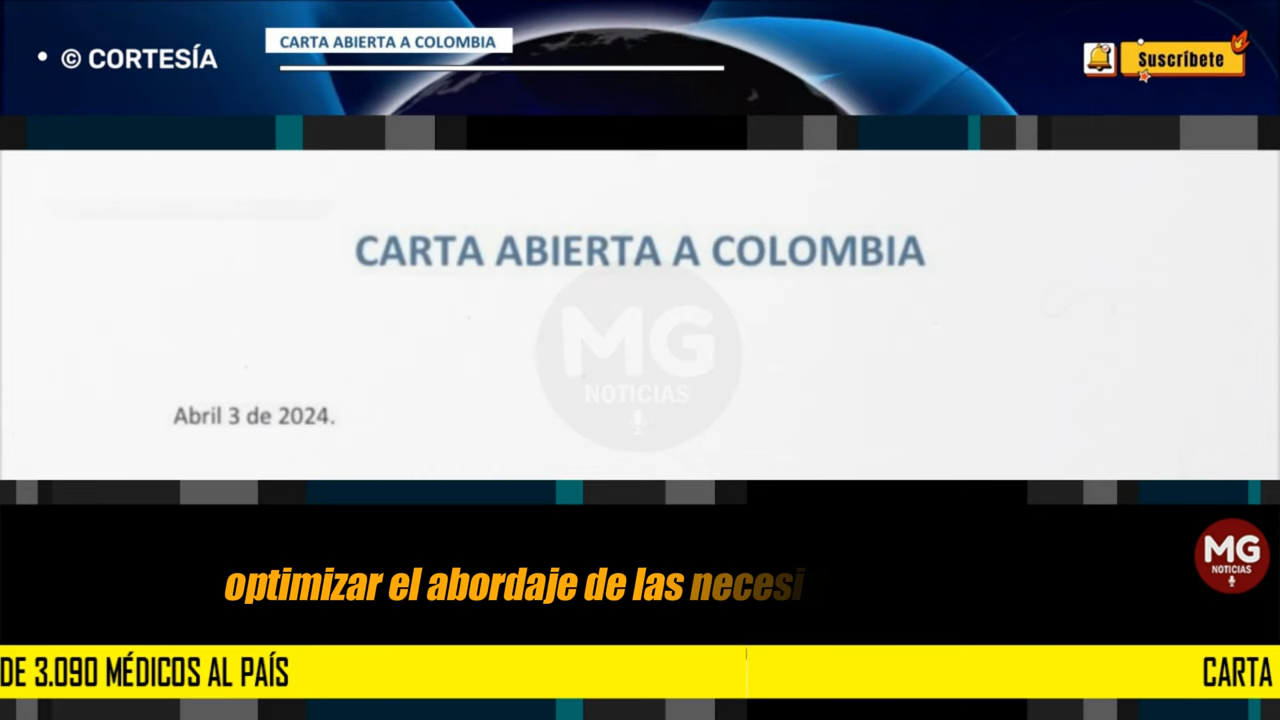 • © CORTESÍA
CARTA ABIERTA A COLOMBIA
Suscríbete
CARTA ABIERTA A COLOMBIA
MG
NOTICIAS
Abril 3 de 2024.
optimizar el abordaje de las necesi
MG
NOTICIAS
DE 3.090 MÉDICOS AL PAÍS
CARTA